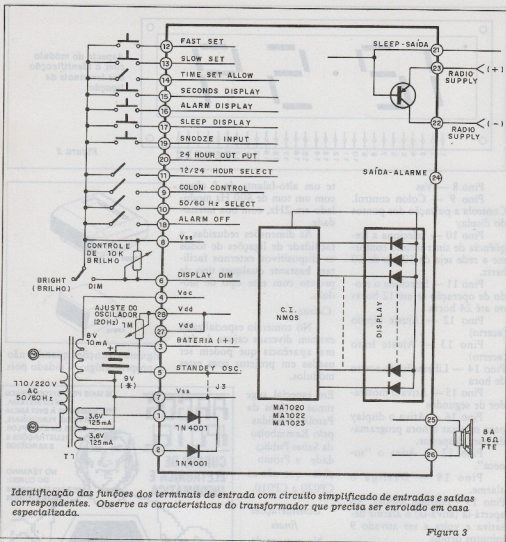 12 FAST SET
13 SLOW SET
14 TIME SET ALLOW
15 SECONDS DISPLAY
16 ALARM DISPLAY
17 SLEEP DISPLAY
19 SNOOZE INPUT
20 24 HOUR OUT PUT
11 12/24 HOUR SELECT
9 COLON CONTROL
10 50/60 Hz SELECT
18 ALARM OFF
8 Vss
CONTROLE
DE 10K
BRILHO
BRIGHT
(BRILHO)
DIM
6 DISPLAY DIM
4 Vac
AJUSTE DO
OSCILADOR
(120Hz) 1M
28 Vdd
27 Vdd
3 BATERIA (+)
5 STANDEY OSC.
J3
7 Vss
8V
10mA
9V
(*)
110/220V
AC
50/60Hz
3,6V
125mA
3,6V
125mA
T1
1
1N4001
2
1N4001
SLEEP-SAÍDA 21
23 (+)
RADIO
SUPPLY
22 (-)
RADIO
SUPPLY
SAÍDA-ALARME 24
C.I.
NMOS
DISPLAY
MA1020
MA1022
MA1023
25
26
8A
16Ω
FTE
Identificação das funções dos terminais de entrada com circuito simplificado de entradas e saídas
correspondentes. Observe as características do transformador que precisa ser enrolado em casa
especializada.
Figura 3